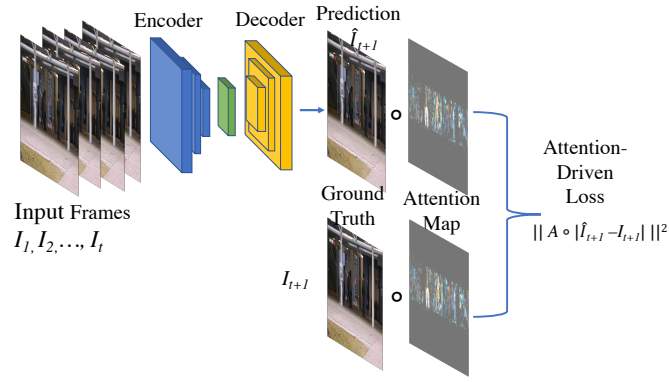 Encoder
Decoder
Prediction
Î_{t+1}
Input Frames
I_1, I_2, …, I_t
Ground
Truth
Attention
Map
I_{t+1}
Attention-
Driven
Loss
|| A ∘ |Î_{t+1} – I_{t+1}| ||²